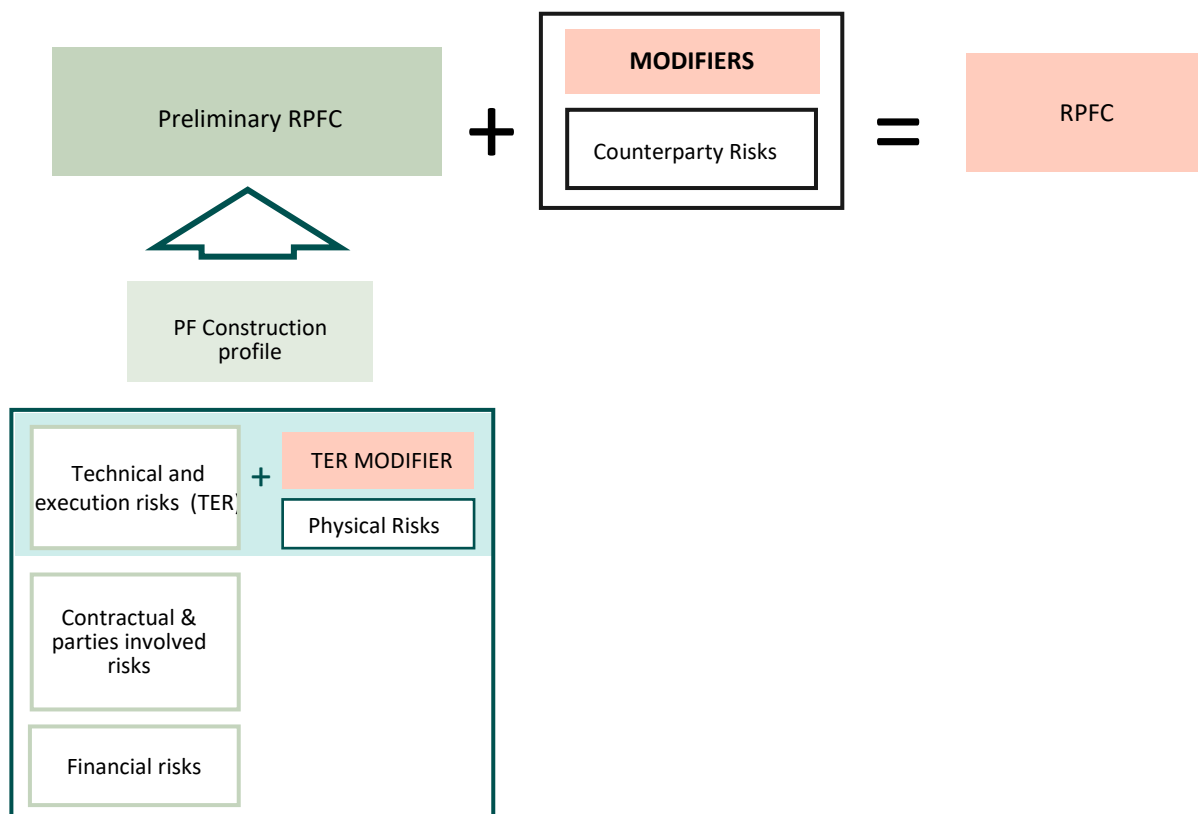 Preliminary RPFC
+
MODIFIERS
Counterparty Risks
=
RPFC
PF Construction
profile
Technical and
execution risks (TER)
+
TER MODIFIER
Physical Risks
Contractual &
parties involved
risks
Financial risks